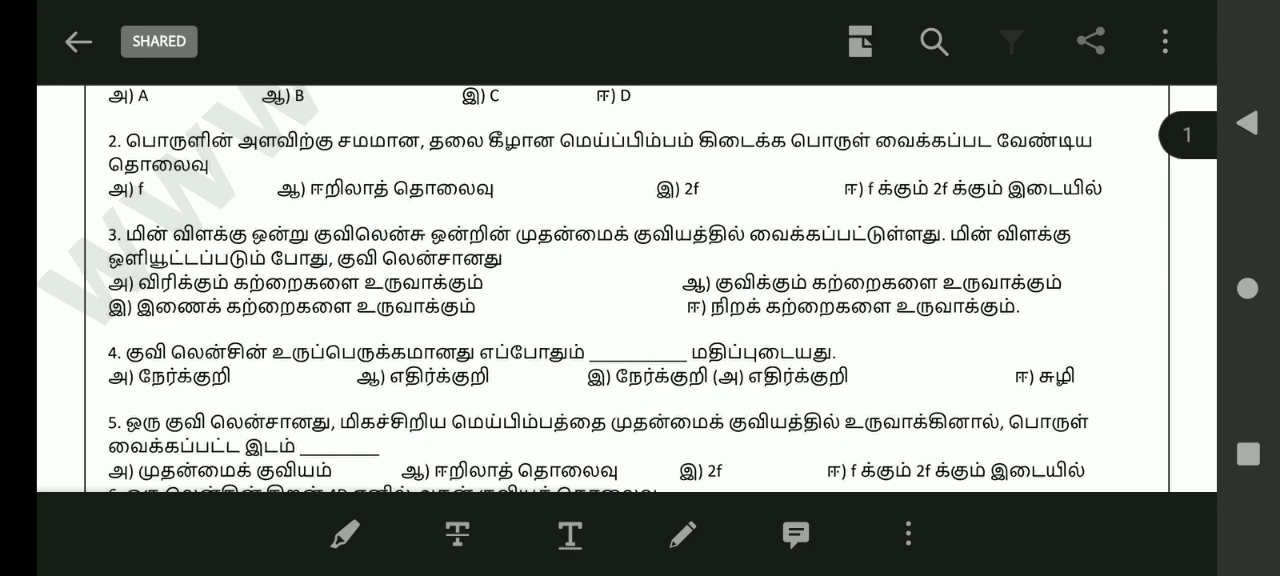 SHARED
அ) A ஆ) B இ) C ஈ) D
1
2. பொருளின் அளவிற்கு சமமான, தலை கீழான மெய்ப்பிம்பம் கிடைக்க பொருள் வைக்கப்பட வேண்டிய
தொலைவு
அ) f ஆ) ஈறிலாத் தொலைவு இ) 2f ஈ) f க்கும் 2f க்கும் இடையில்
3. மின் விளக்கு ஒன்று குவிலென்சு ஒன்றின் முதன்மைக் குவியத்தில் வைக்கப்பட்டுள்ளது. மின் விளக்கு
ஒளியூட்டப்படும் போது, குவி லென்சானது
அ) விரிக்கும் கற்றைகளை உருவாக்கும் ஆ) குவிக்கும் கற்றைகளை உருவாக்கும்
இ) இணைக் கற்றைகளை உருவாக்கும் ஈ) நிறக் கற்றைகளை உருவாக்கும்.
4. குவி லென்சின் உருப்பெருக்கமானது எப்போதும் __________ மதிப்புடையது.
அ) நேர்க்குறி ஆ) எதிர்க்குறி இ) நேர்க்குறி (அ) எதிர்க்குறி ஈ) சுழி
5. ஒரு குவி லென்சானது, மிகச்சிறிய மெய்பிம்பத்தை முதன்மைக் குவியத்தில் உருவாக்கினால், பொருள்
வைக்கப்பட்ட இடம் ________
அ) முதன்மைக் குவியம் ஆ) ஈறிலாத் தொலைவு இ) 2f ஈ) f க்கும் 2f க்கும் இடையில்
www